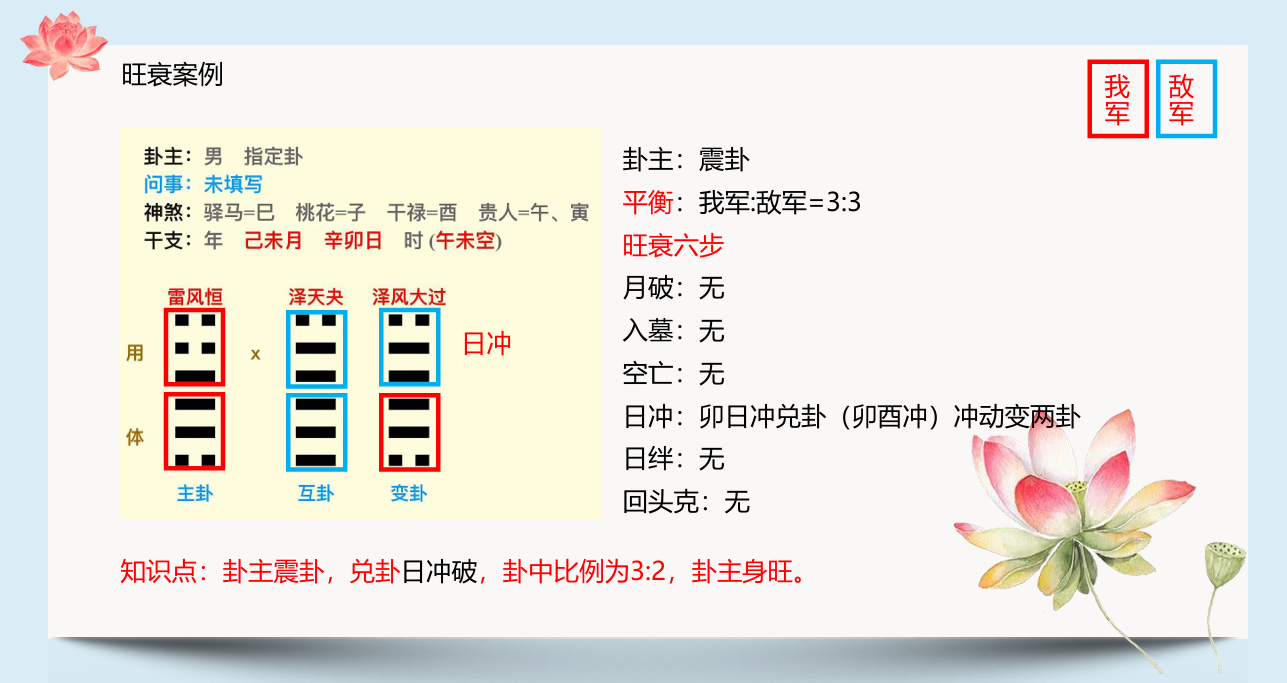 旺衰案例
我军
敌军
卦主：男 指定卦
问事：未填写
神煞：驿马=巳 桃花=子 干禄=酉 贵人=午、寅
干支：年 己未月 辛卯日 时 (午未空)
雷风恒 泽天夬 泽风大过
用 x
日冲
体
主卦 互卦 变卦
卦主：震卦
平衡：我军:敌军=3:3
旺衰六步
月破：无
入墓：无
空亡：无
日冲：卯日冲兑卦（卯酉冲）冲动变两卦
日绊：无
回头克：无
知识点：卦主震卦，兑卦日冲破，卦中比例为3:2，卦主身旺。